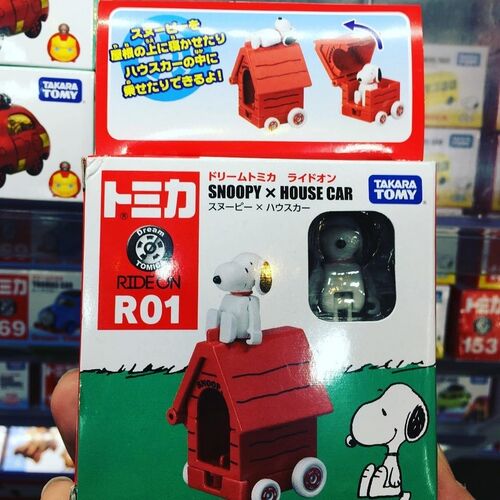 スヌーピーを
屋根の上に寝かせたり
ハウスカーの中に
乗せたりできるよ!
TAKARA
TOMY
トミカ
ドリームトミカ ライドオン
SNOOPY × HOUSE CAR
スヌーピー × ハウスカー
TAKARA
TOMY
Dream
TOMICA
RIDE ON
R01
SNOOPY
69
153